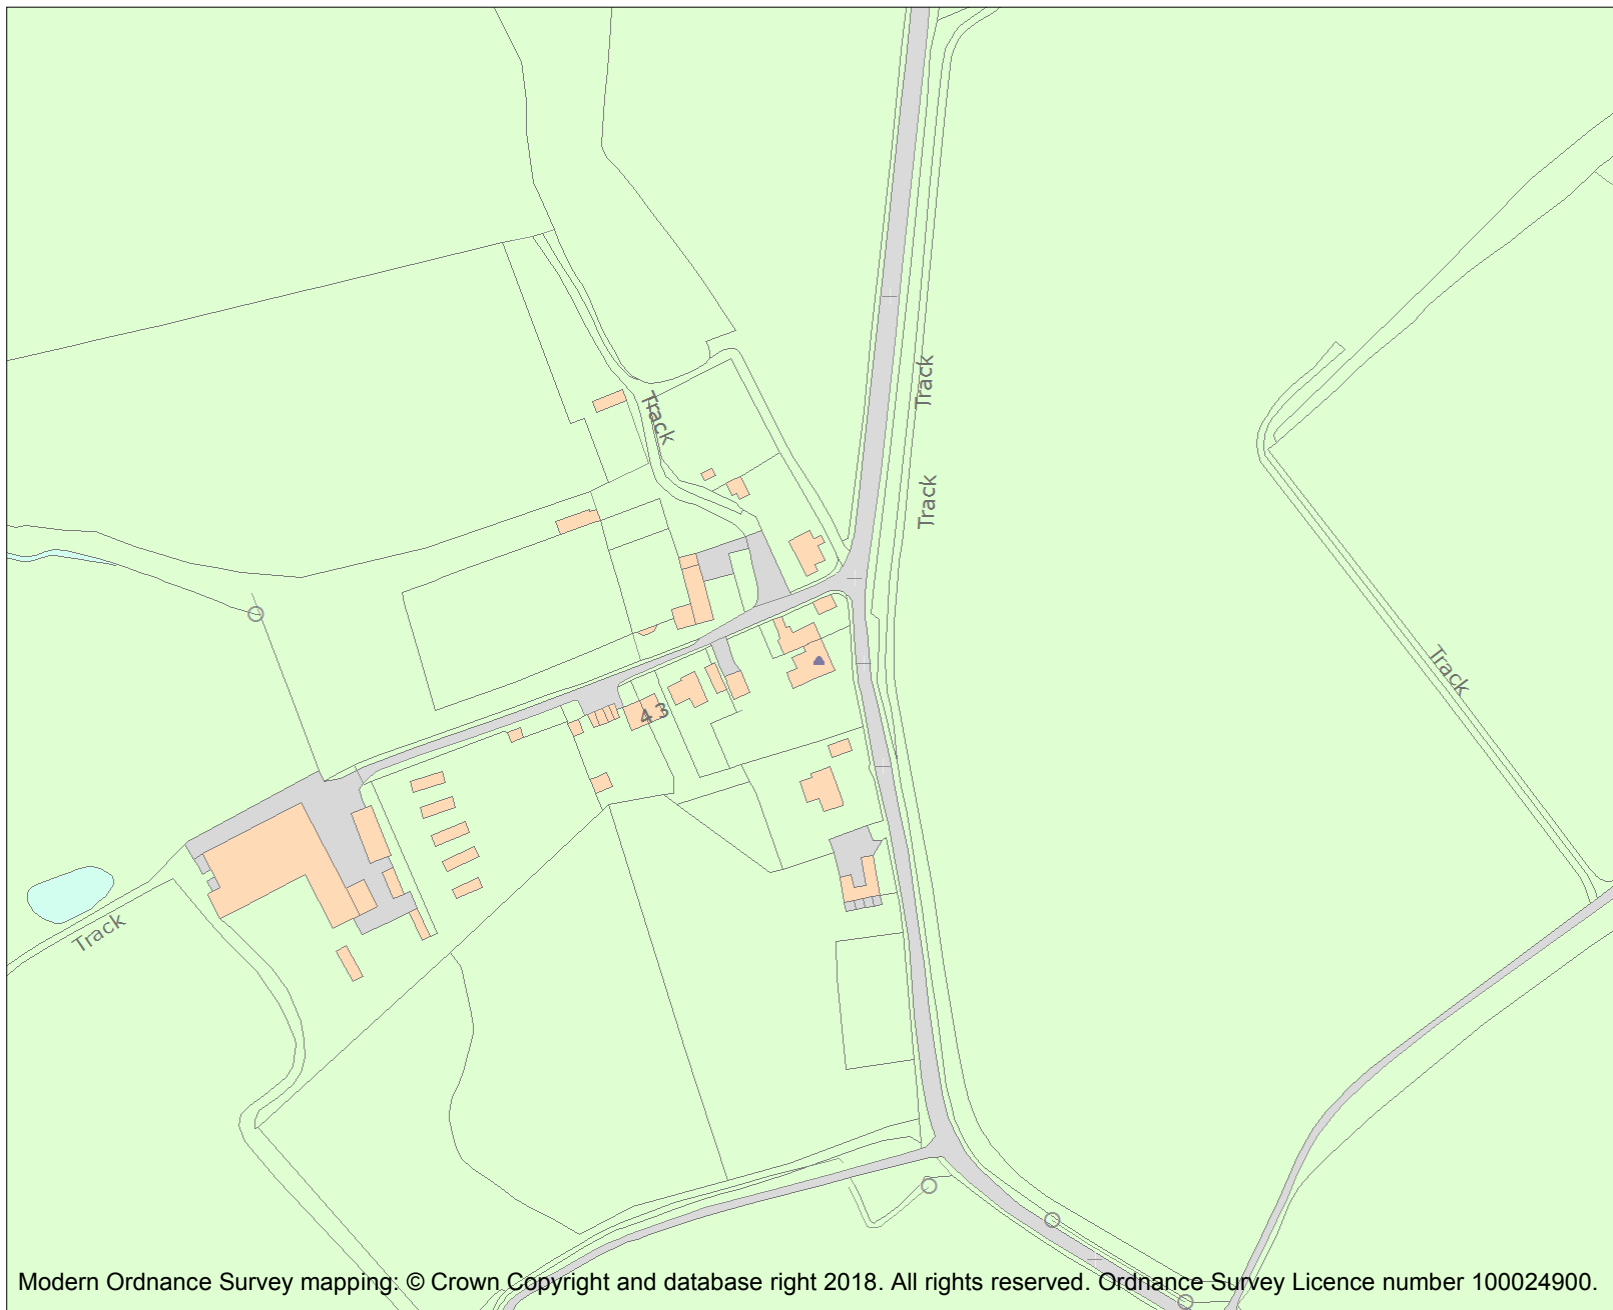 Track
Track
Track
43
Track
Track
Modern Ordnance Survey mapping: © Crown Copyright and database right 2018. All rights reserved. Ordnance Survey Licence number 100024900.